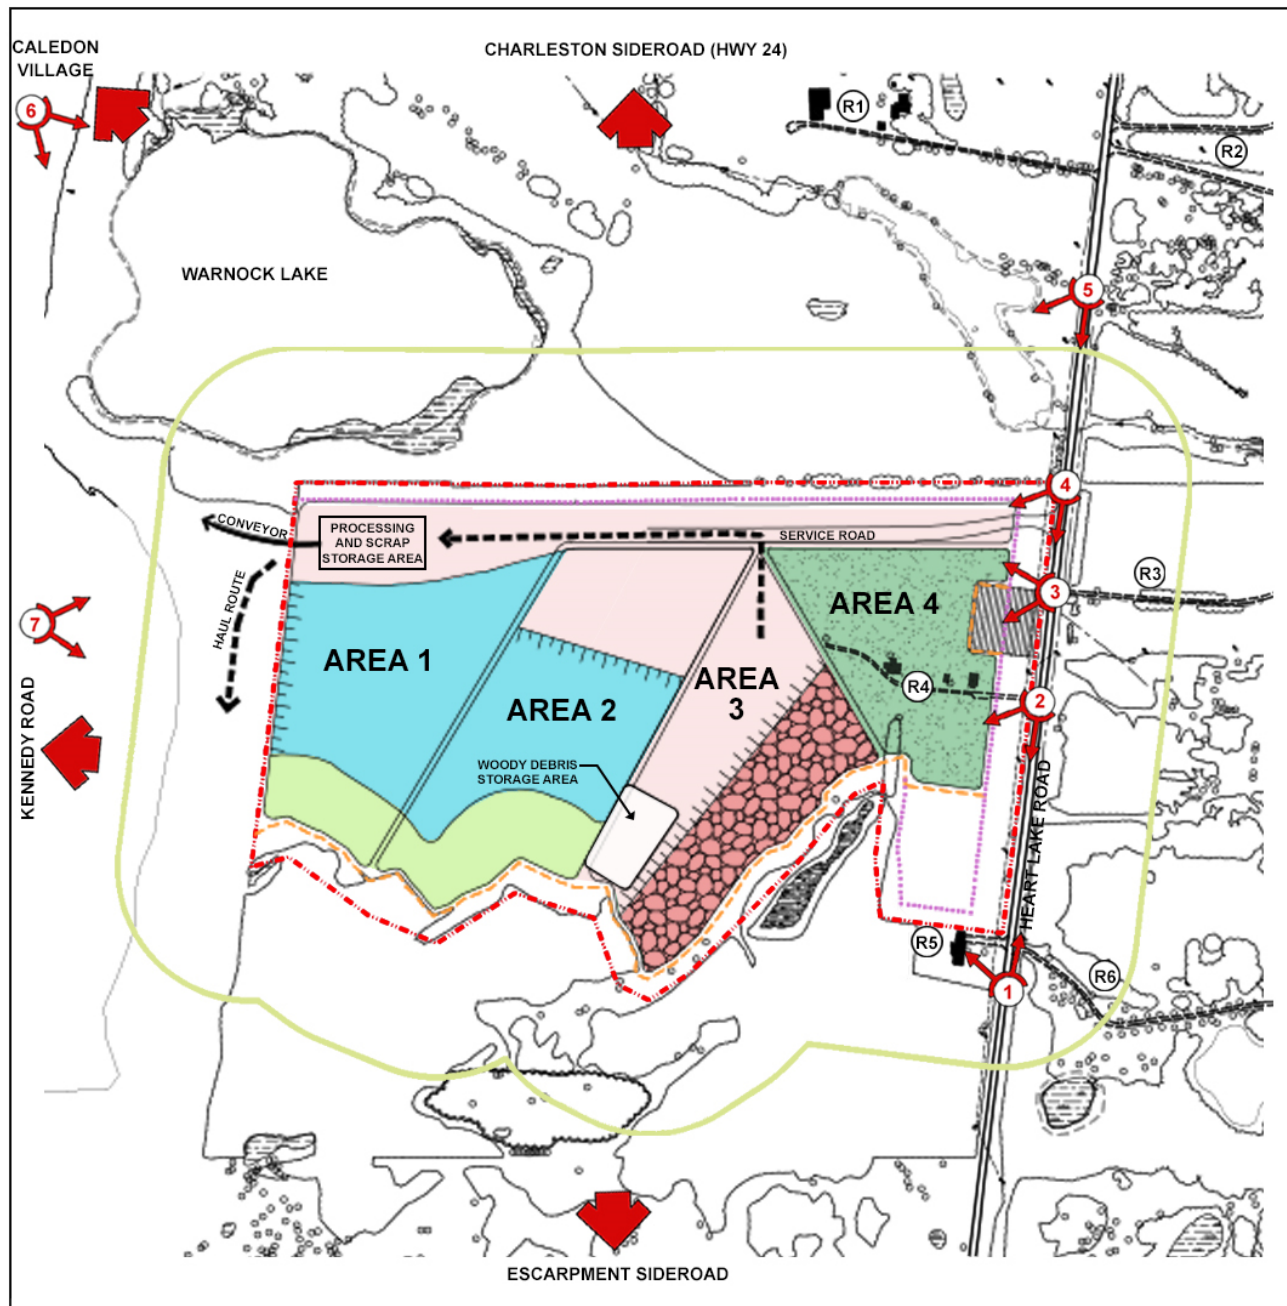 CALEDON
VILLAGE
CHARLESTON SIDEROAD (HWY 24)
6
R1
R2
WARNOCK LAKE
5
4
CONVEYOR
PROCESSING
AND SCRAP
STORAGE AREA
SERVICE ROAD
HAUL ROUTE
R3
3
AREA 4
7
AREA 1
R4
AREA
3
2
AREA 2
KENNEDY ROAD
WOODY DEBRIS
STORAGE AREA
HEART LAKE ROAD
R5
R6
1
ESCARPMENT SIDEROAD